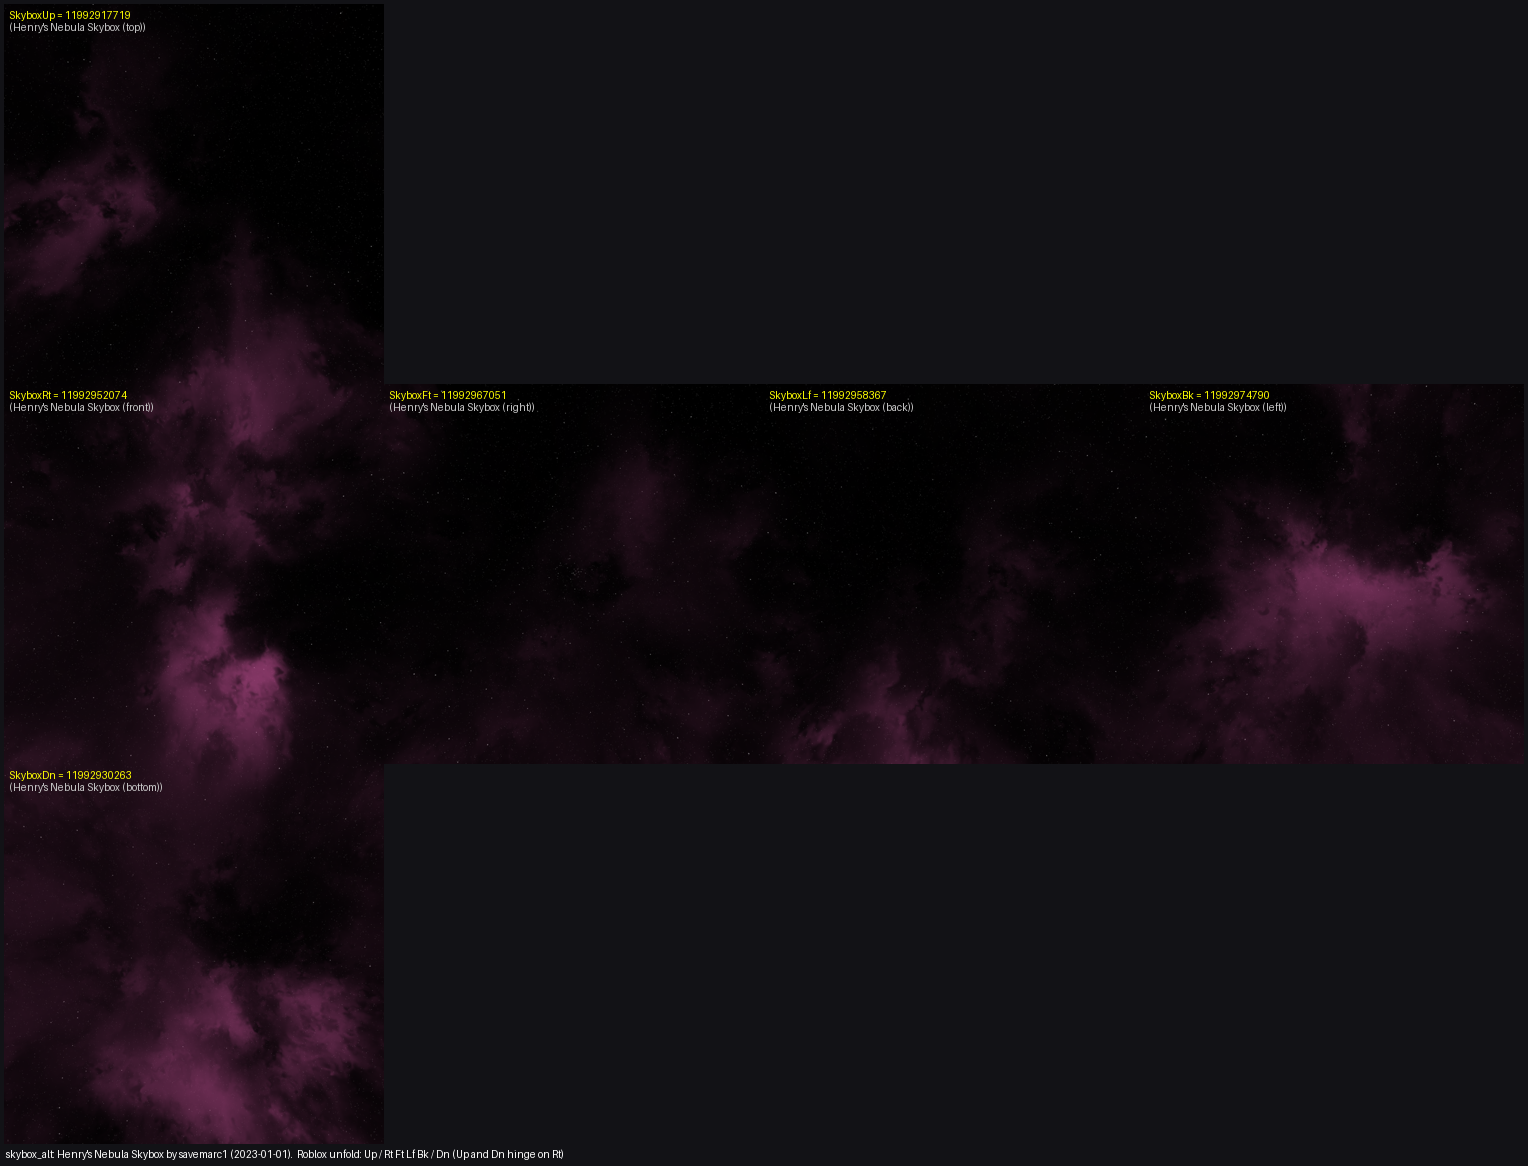 SkyboxUp = 11992917719
(Henry's Nebula Skybox (top))
SkyboxRt = 11992952074
(Henry's Nebula Skybox (front))
SkyboxFt = 11992967051
(Henry's Nebula Skybox (right))
SkyboxLf = 11992958367
(Henry's Nebula Skybox (back))
SkyboxBk = 11992974790
(Henry's Nebula Skybox (left))
SkyboxDn = 11992930263
(Henry's Nebula Skybox (bottom))
skybox_alt: Henry's Nebula Skybox by savemarc1 (2023-01-01). Roblox unfold: Up / Rt Ft Lf Bk / Dn (Up and Dn hinge on Rt)